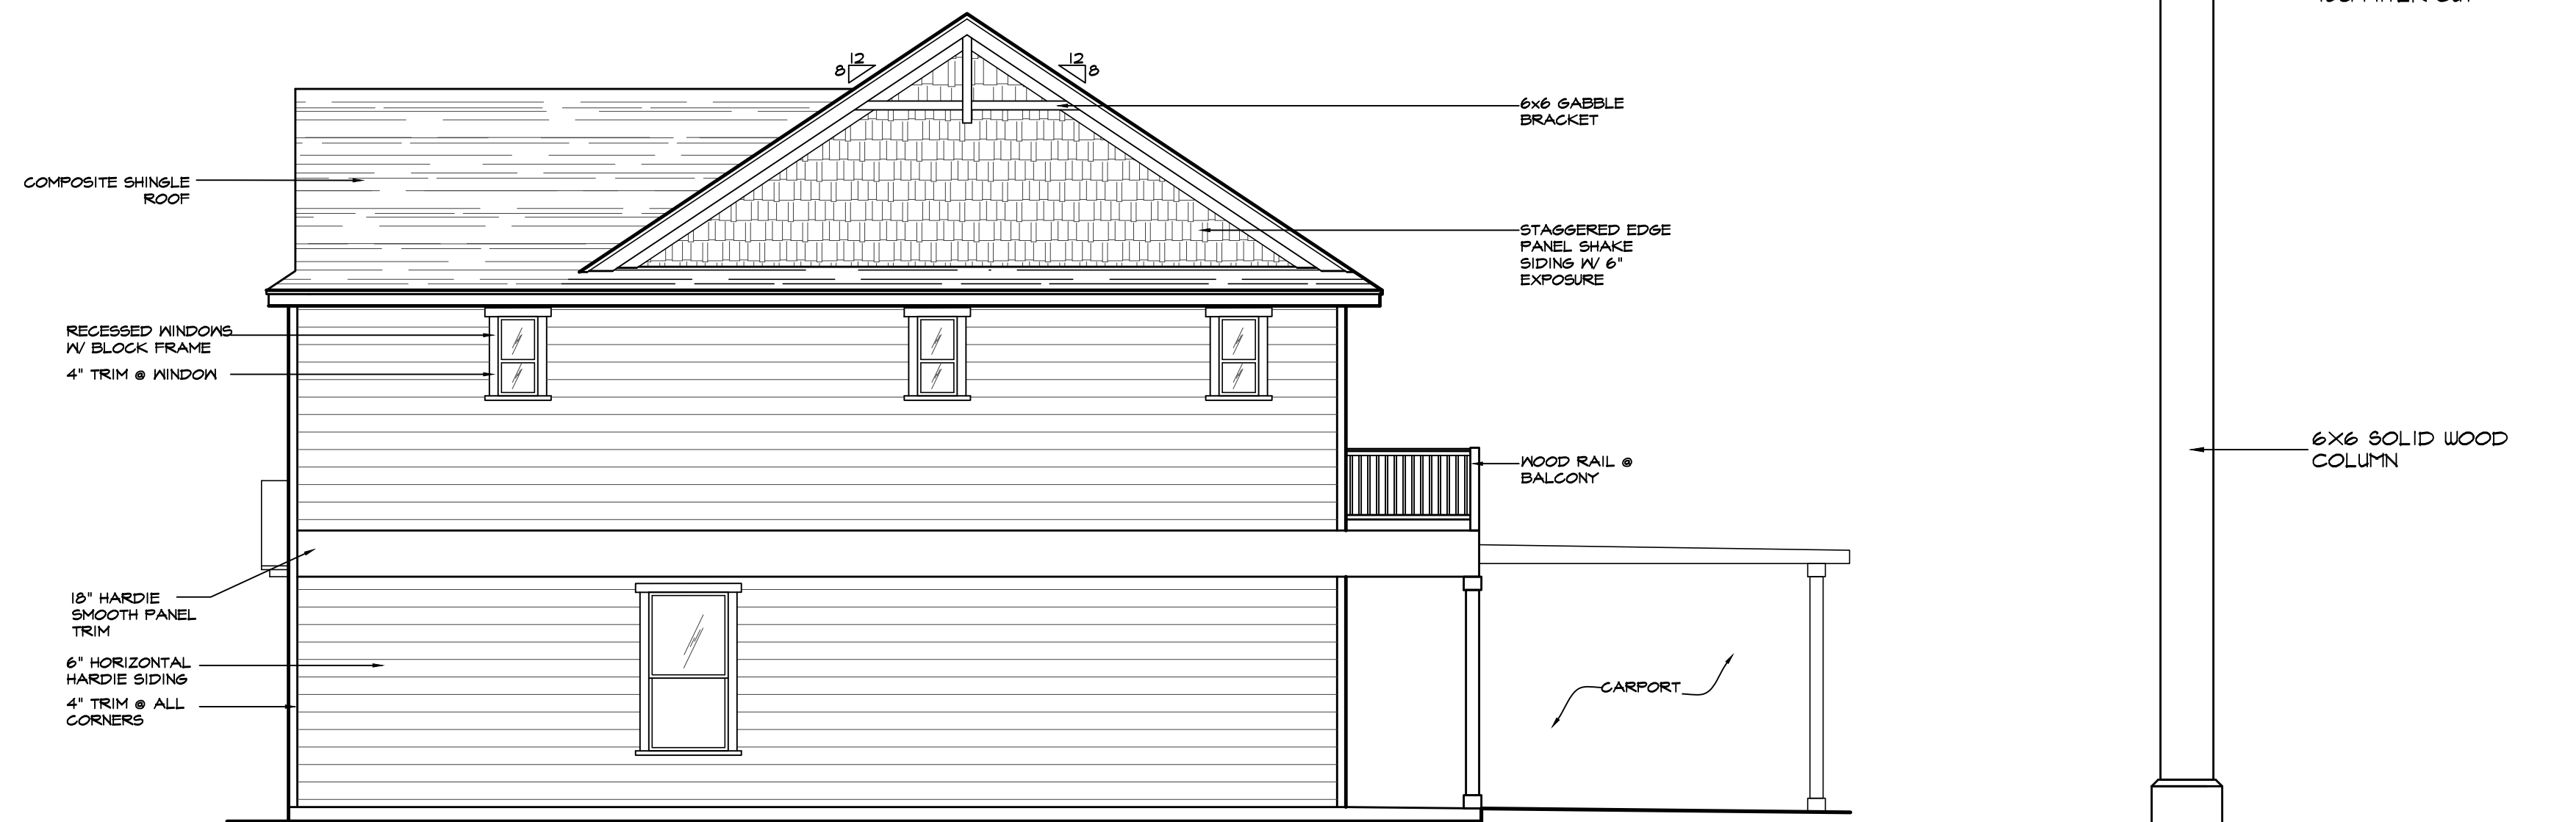 12
8
12
8
6x6 GABBLE
BRACKET
COMPOSITE SHINGLE
ROOF
STAGGERED EDGE
PANEL SHAKE
SIDING W/ 6"
EXPOSURE
RECESSED WINDOWS
W/ BLOCK FRAME
4" TRIM @ WINDOW
WOOD RAIL @
BALCONY
18" HARDIE
SMOOTH PANEL
TRIM
6" HORIZONTAL
HARDIE SIDING
4" TRIM @ ALL
CORNERS
CARPORT
6X6 SOLID WOOD
COLUMN